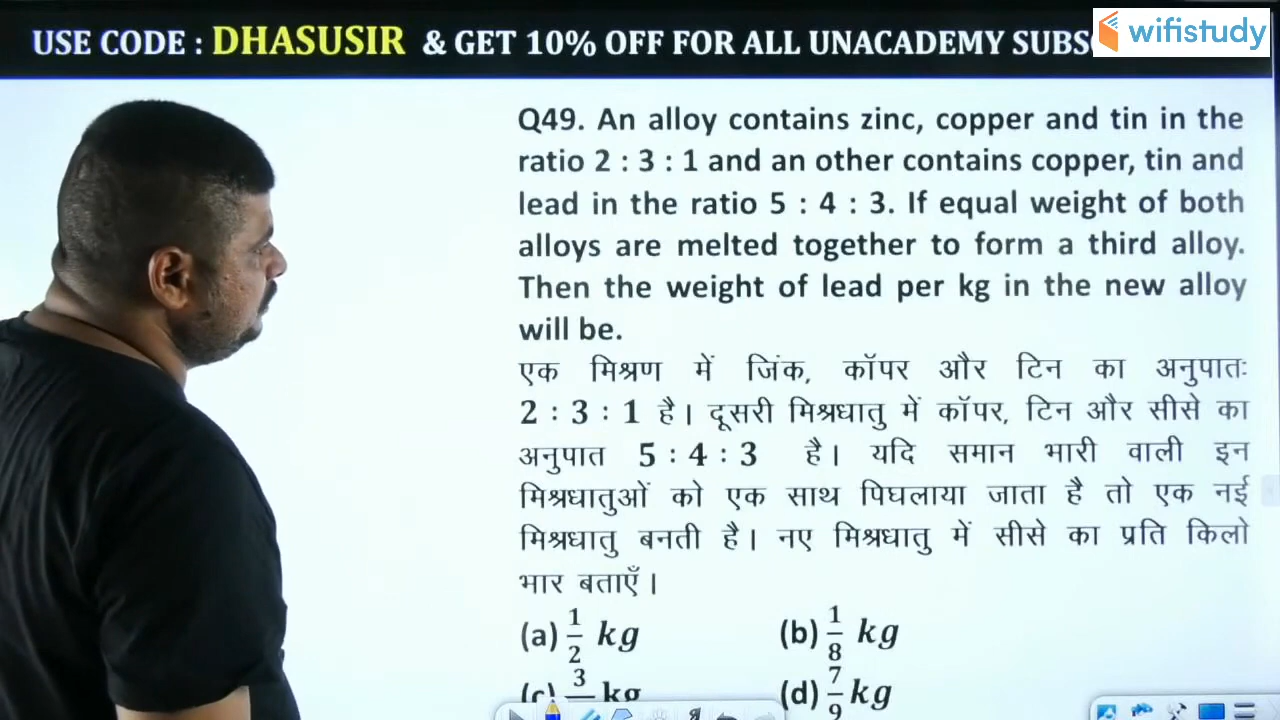 USE CODE : DHASUSIR & GET 10% OFF FOR ALL UNACADEMY
wifistudy
Q49. An alloy contains zinc, copper and tin in the
ratio 2 : 3 : 1 and an other contains copper, tin and
lead in the ratio 5 : 4 : 3. If equal weight of both
alloys are melted together to form a third alloy.
Then the weight of lead per kg in the new alloy
will be.
एक मिश्रण में जिंक, कॉपर और टिन का अनुपातः
2 : 3 : 1 है। दूसरी मिश्रधातु में कॉपर, टिन और सीसे का
अनुपात 5 : 4 : 3 है। यदि समान भारी वाली इन
मिश्रधातुओं को एक साथ पिघलाया जाता है तो एक नई
मिश्रधातु बनती है। नए मिश्रधातु में सीसे का प्रति किलो
भार बताएँ।
(a) 1/2 kg (b) 1/8 kg
(c) 3/ kg (d) 7/9 kg